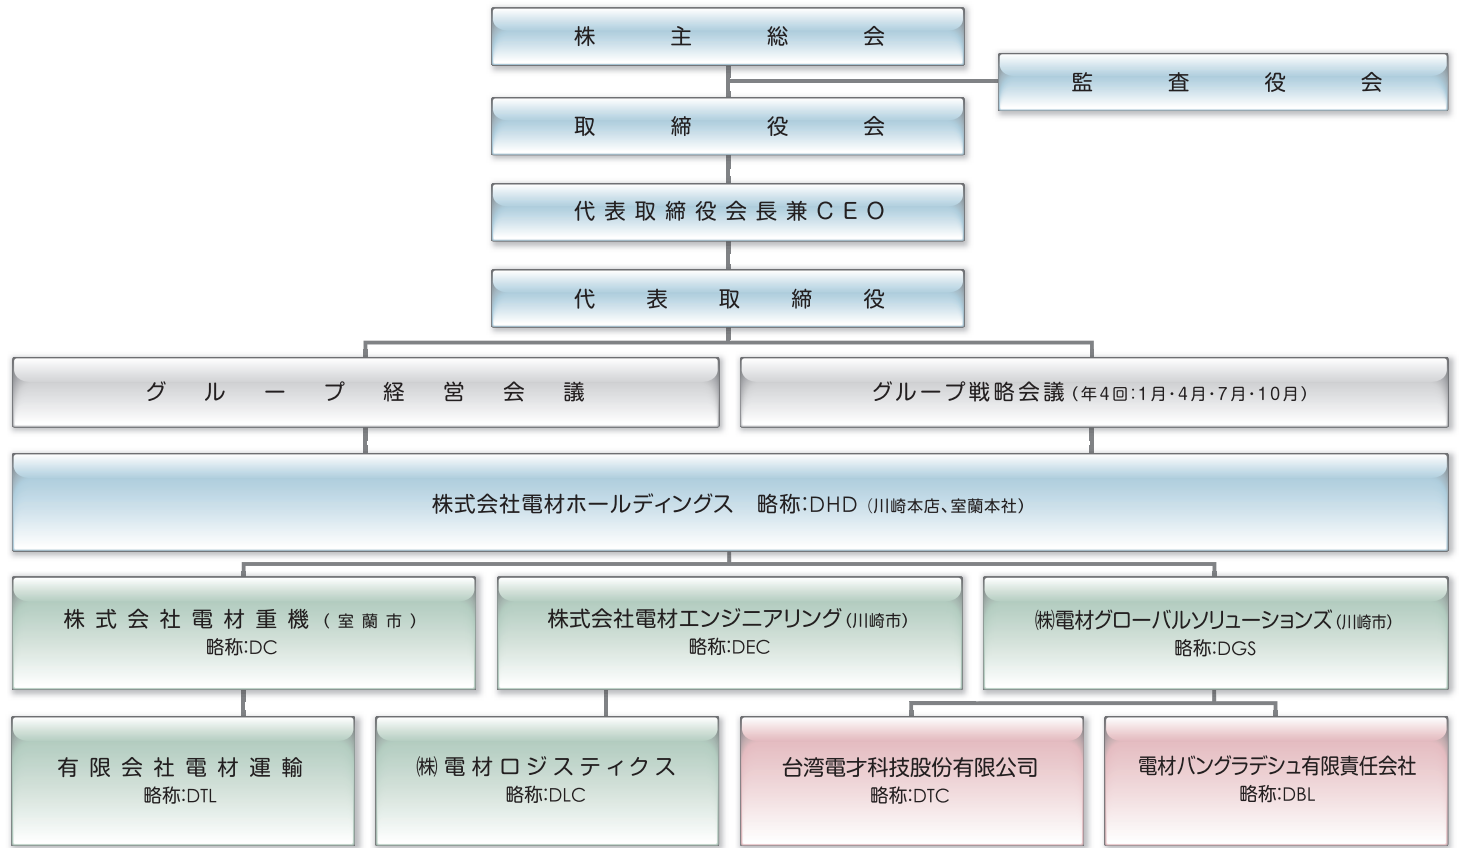 株主総会
監査役会
取締役会
代表取締役会長兼CEO
代表取締役
グループ経営会議
グループ戦略会議(年4回:1月・4月・7月・10月)
株式会社電材ホールディングス　略称:DHD (川崎本店、室蘭本社)
株式会社電材重機(室蘭市)
略称:DC
株式会社電材エンジニアリング(川崎市)
略称:DEC
㈱電材グローバルソリューションズ(川崎市)
略称:DGS
有限会社電材運輸
略称:DTL
㈱電材ロジスティクス
略称:DLC
台湾電才科技股份有限公司
略称:DTC
電材バングラデシュ有限責任会社
略称:DBL